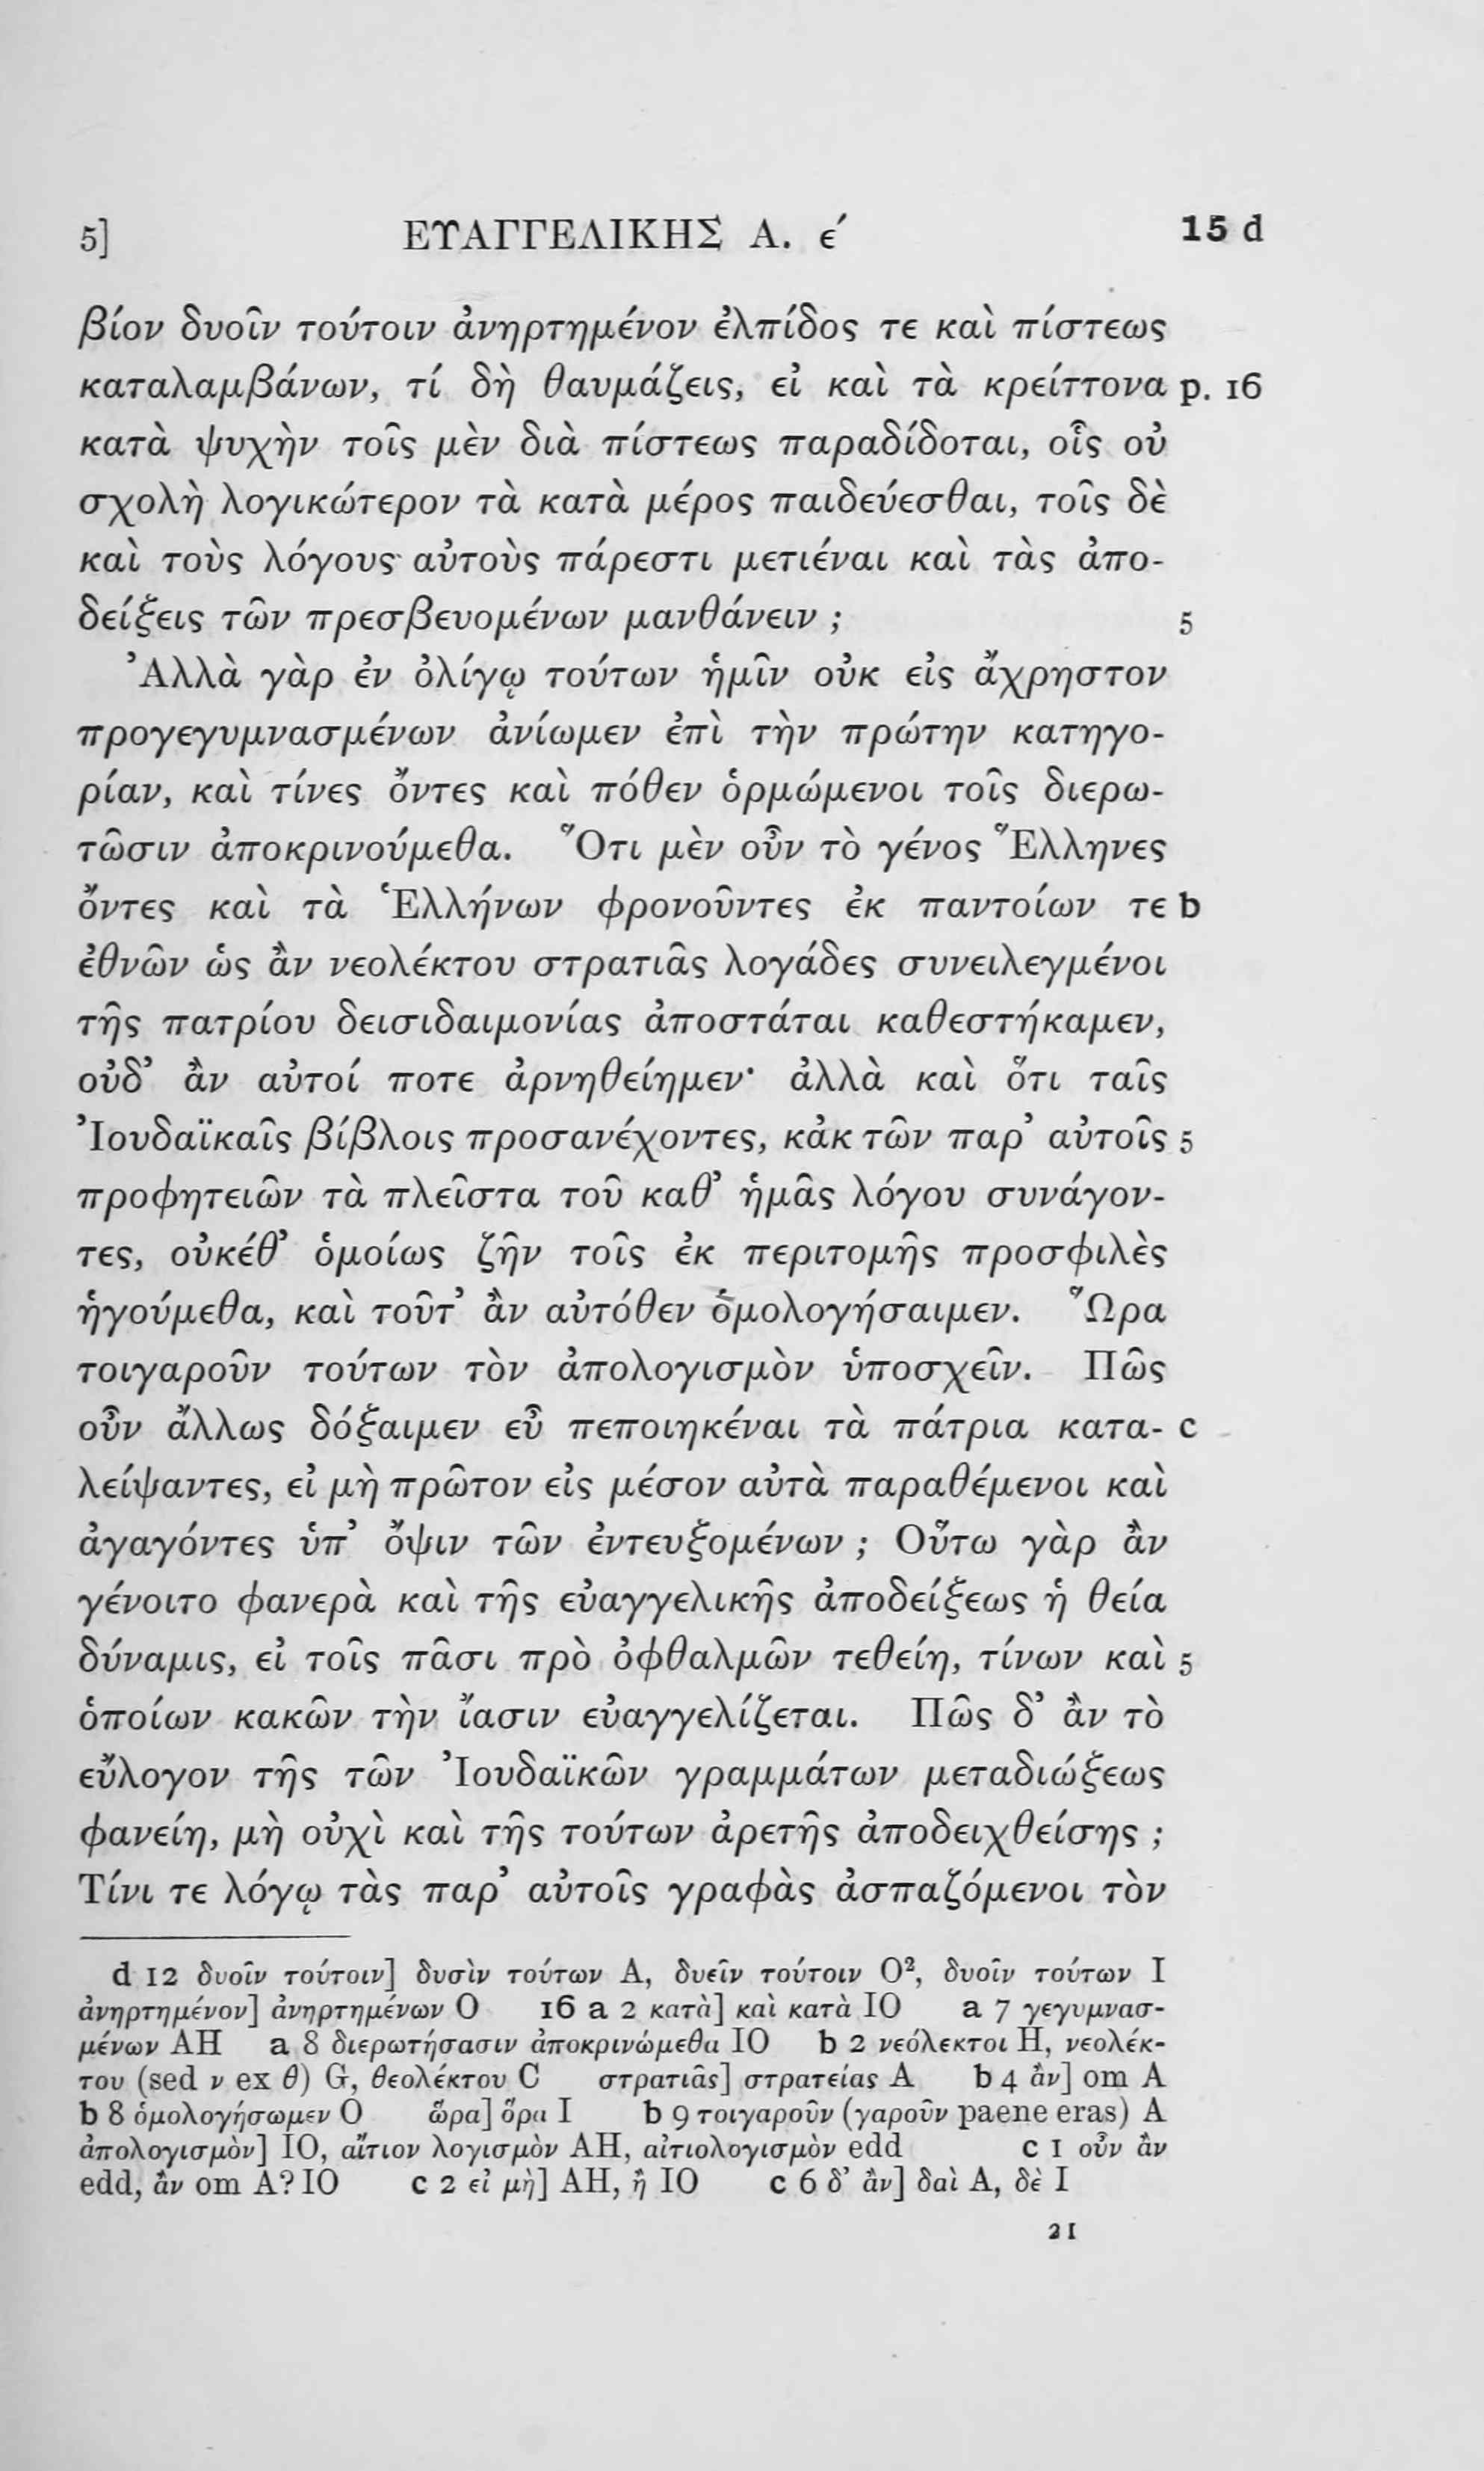 5] ΕΥΑΓΓΕΛΙΚΗΣ Α. ε´ 15 d
βίον δυοῖν τούτοιν ἀνηρτημένον ἐλπίδος τε καὶ πίστεως
καταλαμβάνων, τί δὴ θαυμάζεις, εἰ καὶ τὰ κρείττονα p. 16
κατὰ ψυχὴν τοῖς μὲν διὰ πίστεως παραδίδοται, οἷς οὐ
σχολὴ λογικώτερον τὰ κατὰ μέρος παιδεύεσθαι, τοῖς δὲ
καὶ τοὺς λόγους αὐτοὺς πάρεστι μετιέναι καὶ τὰς ἀπο-
δείξεις τῶν πρεσβευομένων μανθάνειν ; 5
Ἀλλὰ γὰρ ἐν ὀλίγῳ τούτων ἡμῖν οὐκ εἰς ἄχρηστον
προγεγυμνασμένων ἀνίωμεν ἐπὶ τὴν πρώτην κατηγο-
ρίαν, καὶ τίνες ὄντες καὶ πόθεν ὁρμώμενοι τοῖς διερω-
τῶσιν ἀποκρινούμεθα. Ὅτι μὲν οὖν τὸ γένος Ἕλληνες
ὄντες καὶ τὰ Ἑλλήνων φρονοῦντες ἐκ παντοίων τε b
ἐθνῶν ὡς ἂν νεολέκτου στρατιᾶς λογάδες συνειλεγμένοι
τῆς πατρίου δεισιδαιμονίας ἀποστάται καθεστήκαμεν,
οὐδ’ ἂν αὐτοί ποτε ἀρνηθείημεν· ἀλλὰ καὶ ὅτι ταῖς
Ἰουδαϊκαῖς βίβλοις προσανέχοντες, κἀκ τῶν παρ’ αὐτοῖς 5
προφητειῶν τὰ πλεῖστα τοῦ καθ’ ἡμᾶς λόγου συνάγον-
τες, οὐκέθ’ ὁμοίως ζῆν τοῖς ἐκ περιτομῆς προσφιλὲς
ἡγούμεθα, καὶ τοῦτ’ ἂν αὐτόθεν ὁμολογήσαιμεν. Ὥρα
τοιγαροῦν τούτων τὸν ἀπολογισμὸν ὑποσχεῖν. Πῶς
οὖν ἄλλως δόξαιμεν εὖ πεποιηκέναι τὰ πάτρια κατα- c
λείψαντες, εἰ μὴ πρῶτον εἰς μέσον αὐτὰ παραθέμενοι καὶ
ἀγαγόντες ὑπ’ ὄψιν τῶν ἐντευξομένων ; Οὕτω γὰρ ἂν
γένοιτο φανερὰ καὶ τῆς εὐαγγελικῆς ἀποδείξεως ἡ θεία
δύναμις, εἰ τοῖς πᾶσι πρὸ ὀφθαλμῶν τεθείη, τίνων καὶ 5
ὁποίων κακῶν τὴν ἴασιν εὐαγγελίζεται. Πῶς δ’ ἂν τὸ
εὔλογον τῆς τῶν Ἰουδαϊκῶν γραμμάτων μεταδιώξεως
φανείη, μὴ οὐχὶ καὶ τῆς τούτων ἀρετῆς ἀποδειχθείσης ;
Τίνι τε λόγῳ τὰς παρ’ αὐτοῖς γραφὰς ἀσπαζόμενοι τὸν
d 12 δυοῖν τούτοιν] δυσὶν τούτων A, δυεῖν τούτοιν O², δυοῖν τούτων I
ἀνηρτημένον] ἀνηρτημένων O 16 a 2 κατὰ] καὶ κατὰ IO a 7 γεγυμνασ-
μένων AH a 8 διερωτήσασιν ἀποκρινώμεθα IO b 2 νεόλεκτοι H, νεολέκ-
του (sed ν ex θ) G, θεολέκτου C στρατιᾶς] στρατείας A b 4 ἂν] om A
b 8 ὁμολογήσωμεν O ὥρα] ὅρα I b 9 τοιγαροῦν (γαροῦν paene eras) A
ἀπολογισμὸν] IO, αἴτιον λογισμὸν AH, αἰτιολογισμὸν edd c 1 οὖν ἂν
edd, ἂν om A? IO c 2 εἰ μὴ] AH, ἢ IO c 6 δ’ ἂν] δαὶ A, δὲ I
21